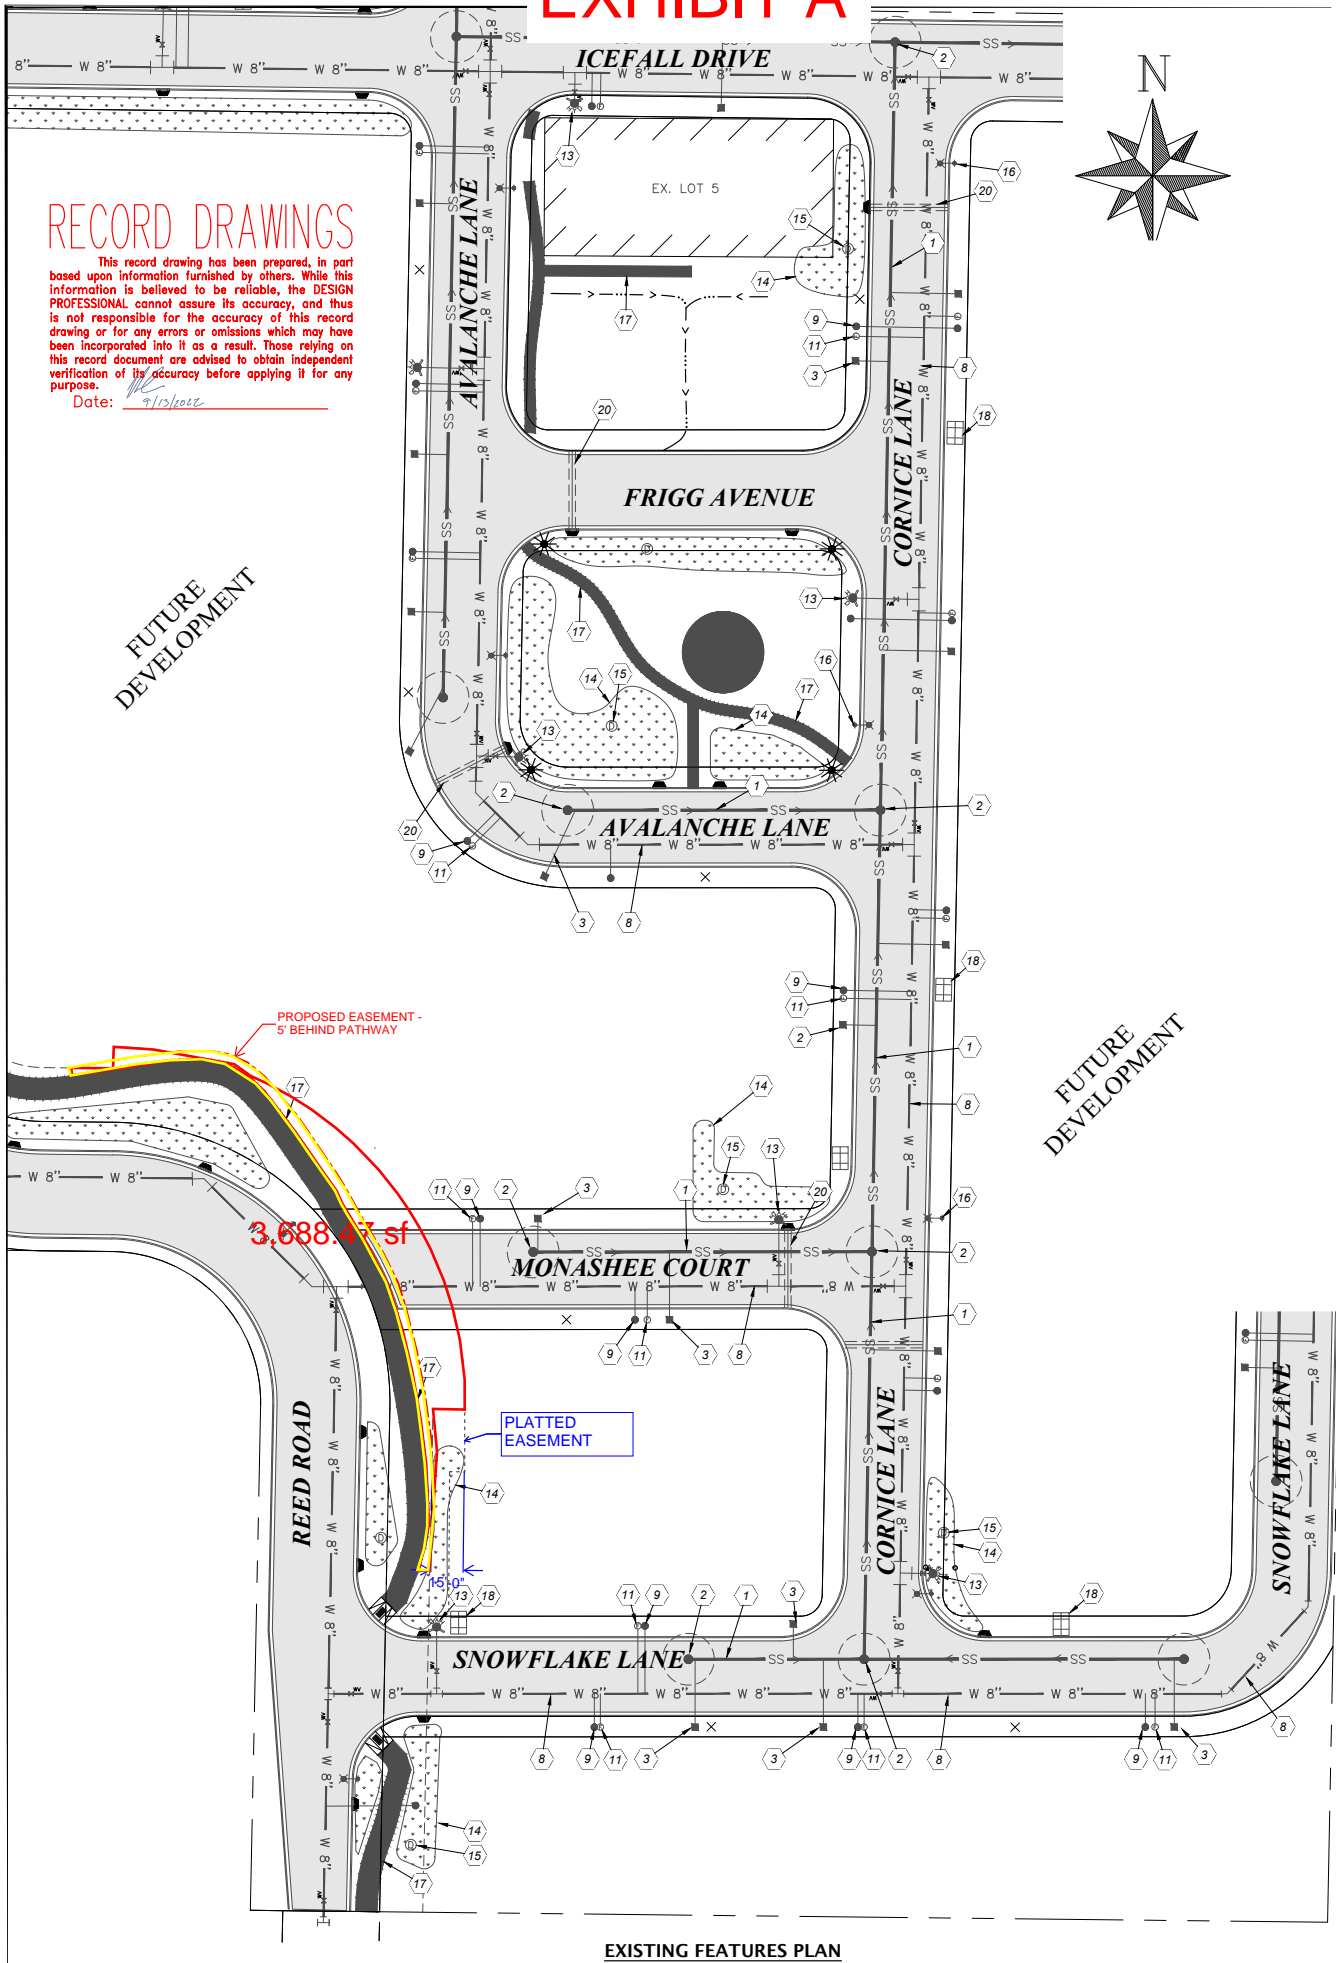 EXHIBIT A
ICEFALL DRIVE
N
EX. LOT 5
RECORD DRAWINGS
This record drawing has been prepared, in part
based upon information furnished by others. While this
information is believed to be reliable, the DESIGN
PROFESSIONAL cannot assure its accuracy, and thus
is not responsible for the accuracy of this record
drawing or for any errors or omissions which may have
been incorporated into it as a result. Those relying on
this record document are advised to obtain independent
verification of its accuracy before applying it for any
purpose.
Date: 9/13/2022
AVALANCHE LANE
CORNICE LANE
FRIGG AVENUE
FUTURE
DEVELOPMENT
AVALANCHE LANE
PROPOSED EASEMENT -
5' BEHIND PATHWAY
FUTURE
DEVELOPMENT
3,688.47 sf
MONASHEE COURT
PLATTED
EASEMENT
REED ROAD
CORNICE LANE
SNOWFLAKE LANE
15'-0"
SNOWFLAKE LANE
W 8"
SS
EXISTING FEATURES PLAN